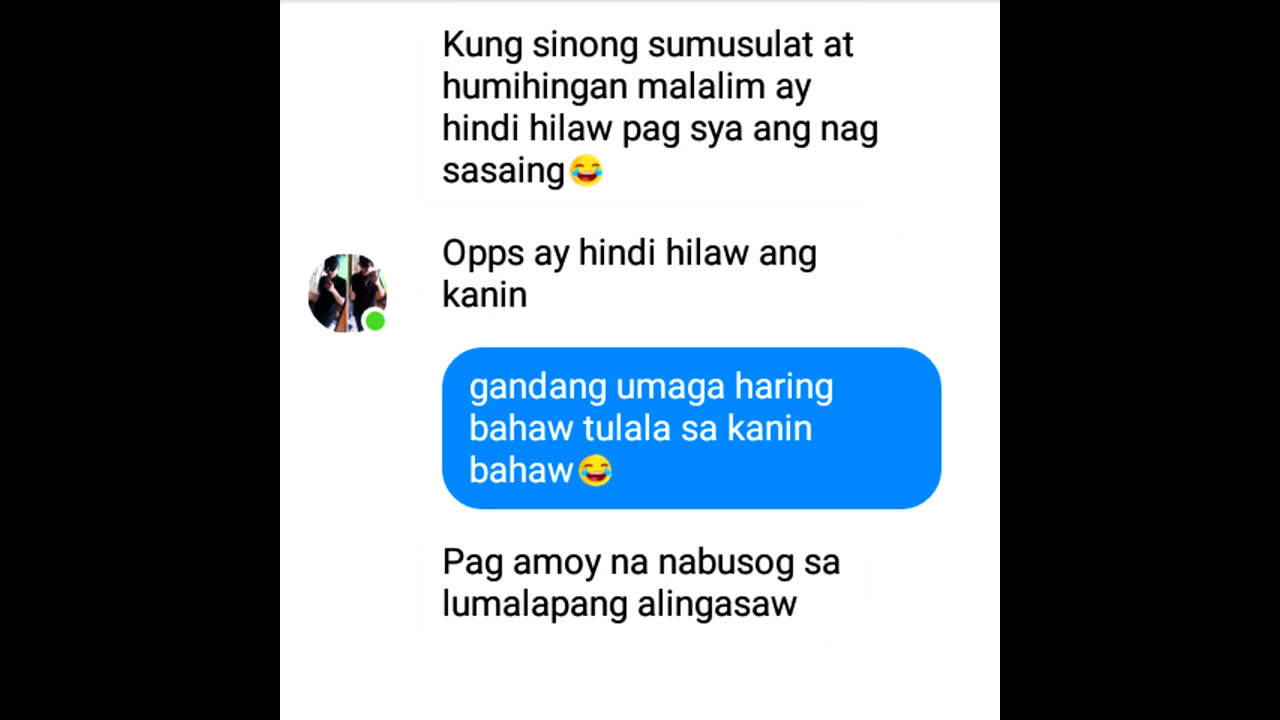 Kung sinong sumusulat at
humihingan malalim ay
hindi hilaw pag sya ang nag
sasaing😂
Opps ay hindi hilaw ang
kanin
gandang umaga haring
bahaw tulala sa kanin
bahaw😂
Pag amoy na nabusog sa
lumalapang alingasaw